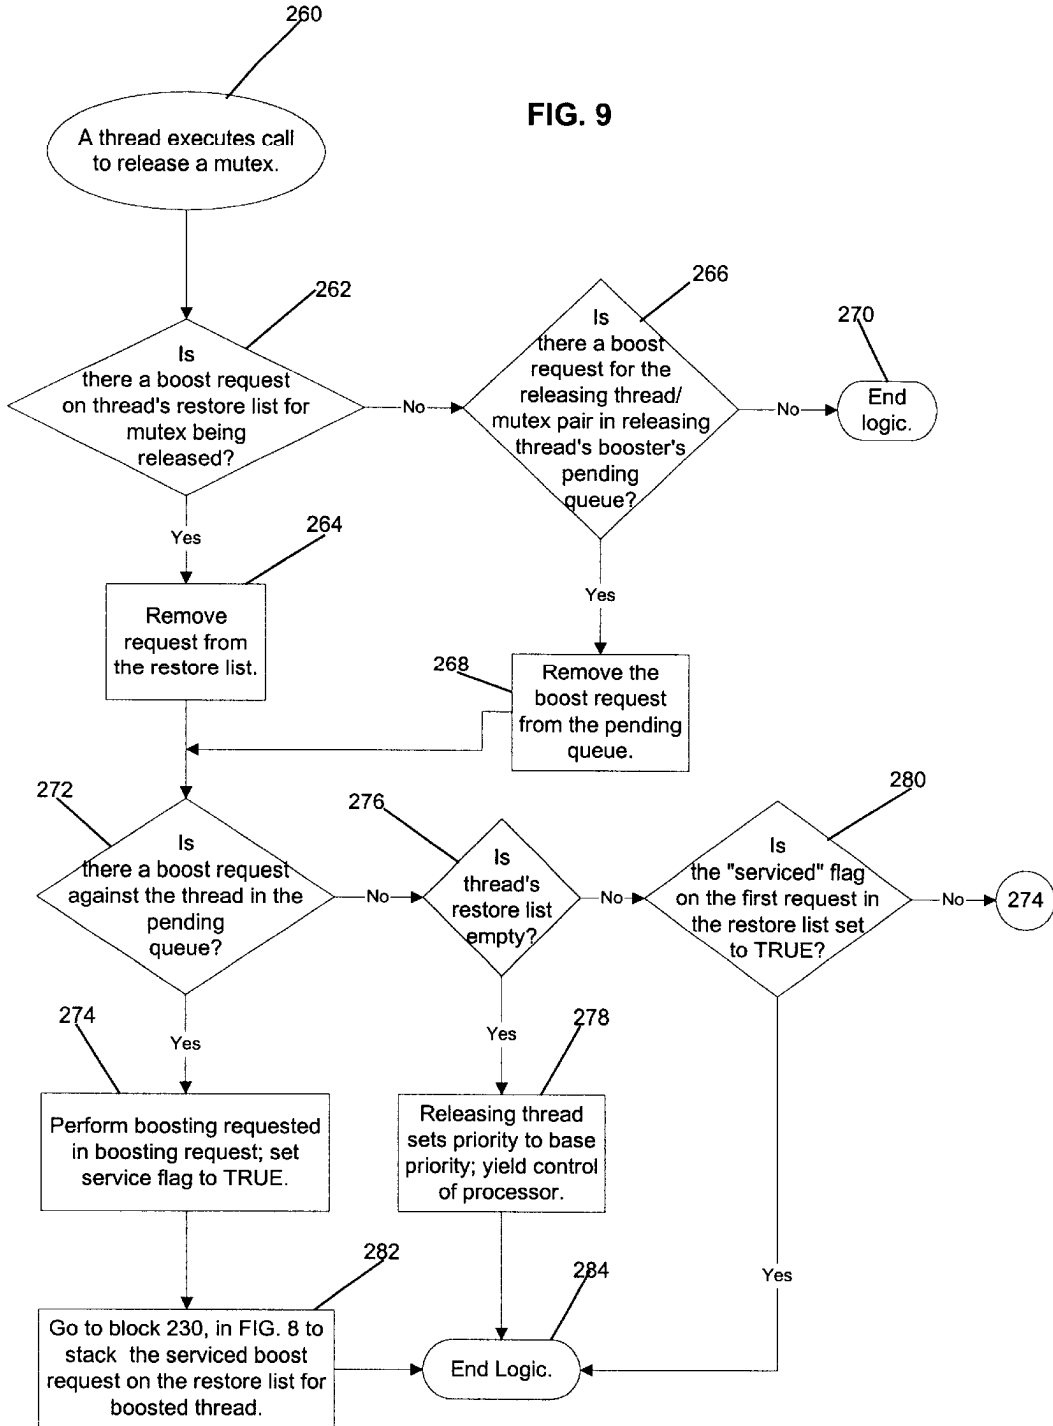 260
FIG. 9
A thread executes call
to release a mutex.
262
Is
there a boost request
on thread's restore list for
mutex being
released?
No
266
Is
there a boost
request for the
releasing thread/
mutex pair in releasing
thread's booster's
pending
queue?
No
270
End
logic.
Yes
264
Remove
request from
the restore list.
Yes
268
Remove the
boost request
from the pending
queue.
272
Is
there a boost request
against the thread in the
pending
queue?
No
276
Is
thread's
restore list
empty?
No
280
Is
the "serviced" flag
on the first request in
the restore list set
to TRUE?
No
274
274
Yes
Perform boosting requested
in boosting request; set
service flag to TRUE.
Yes
278
Releasing thread
sets priority to base
priority; yield control
of processor.
Yes
282
Go to block 230, in FIG. 8 to
stack the serviced boost
request on the restore list for
boosted thread.
284
End Logic.